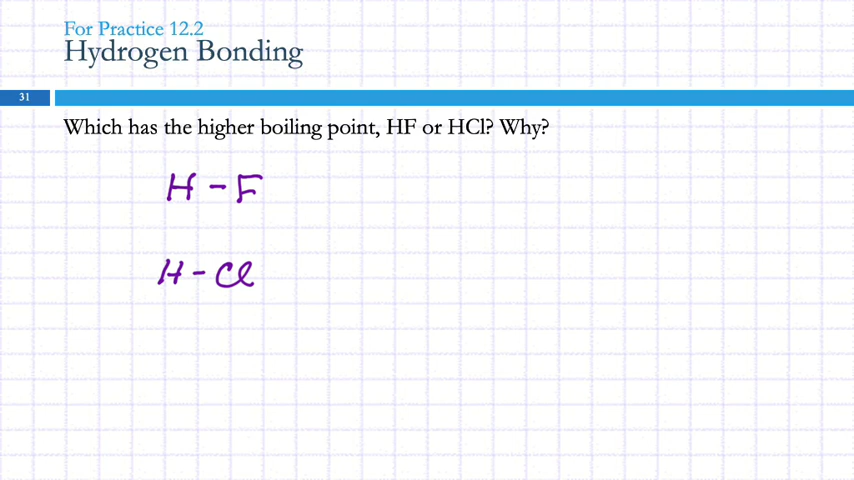 For Practice 12.2
Hydrogen Bonding
31
Which has the higher boiling point, HF or HCl? Why?
H - F
H - Cl